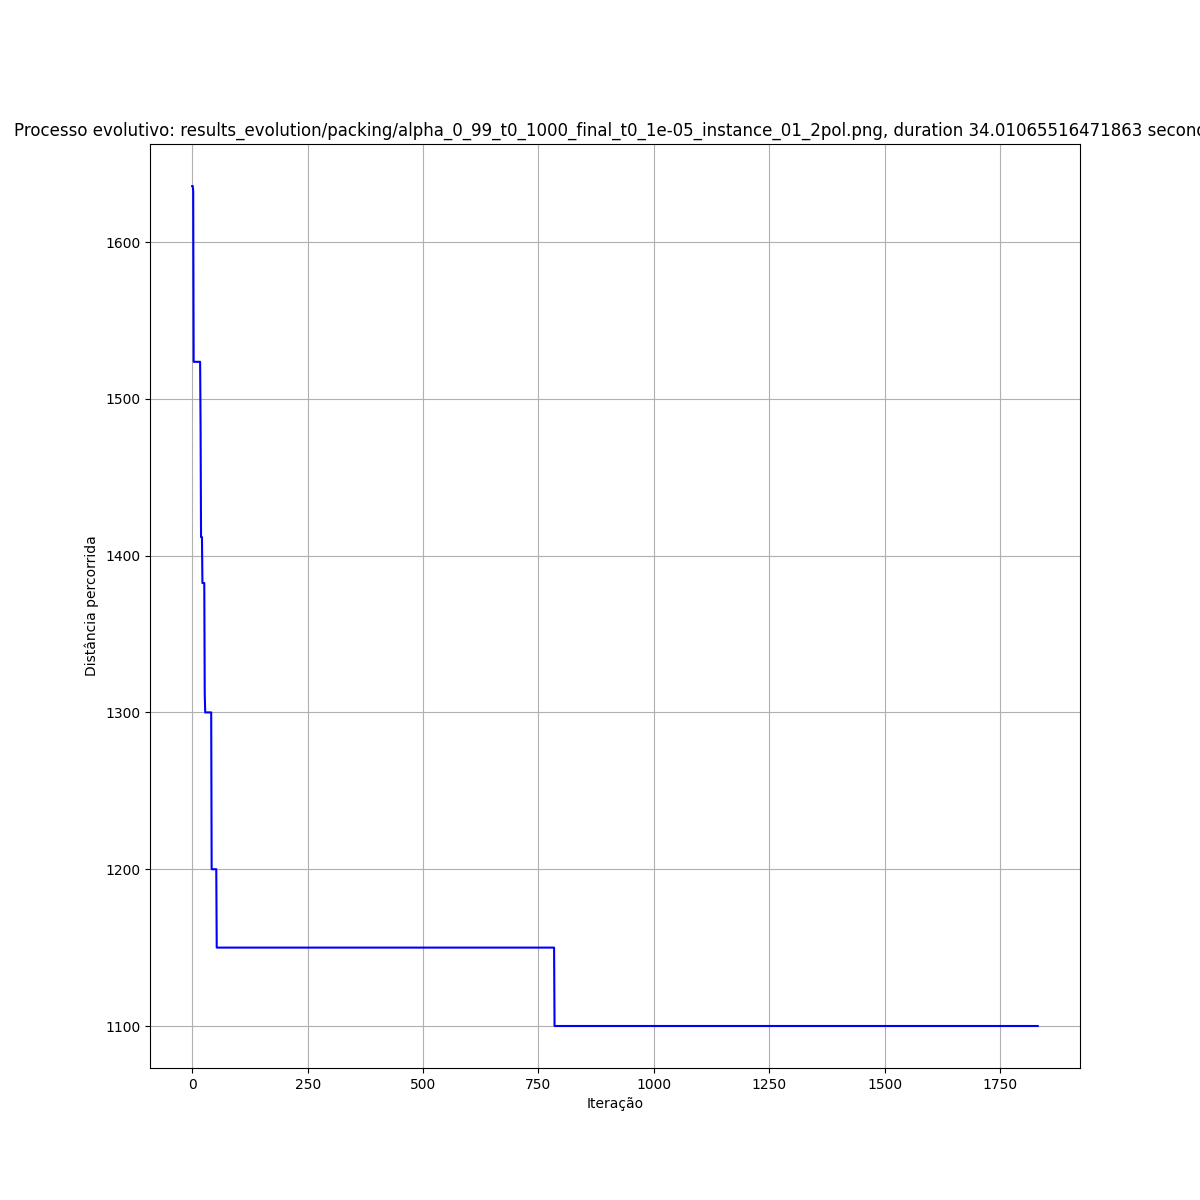 Processo evolutivo: results_evolution/packing/alpha_0_99_t0_1000_final_t0_1e-05_instance_01_2pol.png, duration 34.01065516471863 secon
1600
1500
1400
1300
1200
1100
Distância percorrida
0 250 500 750 1000 1250 1500 1750
Iteração